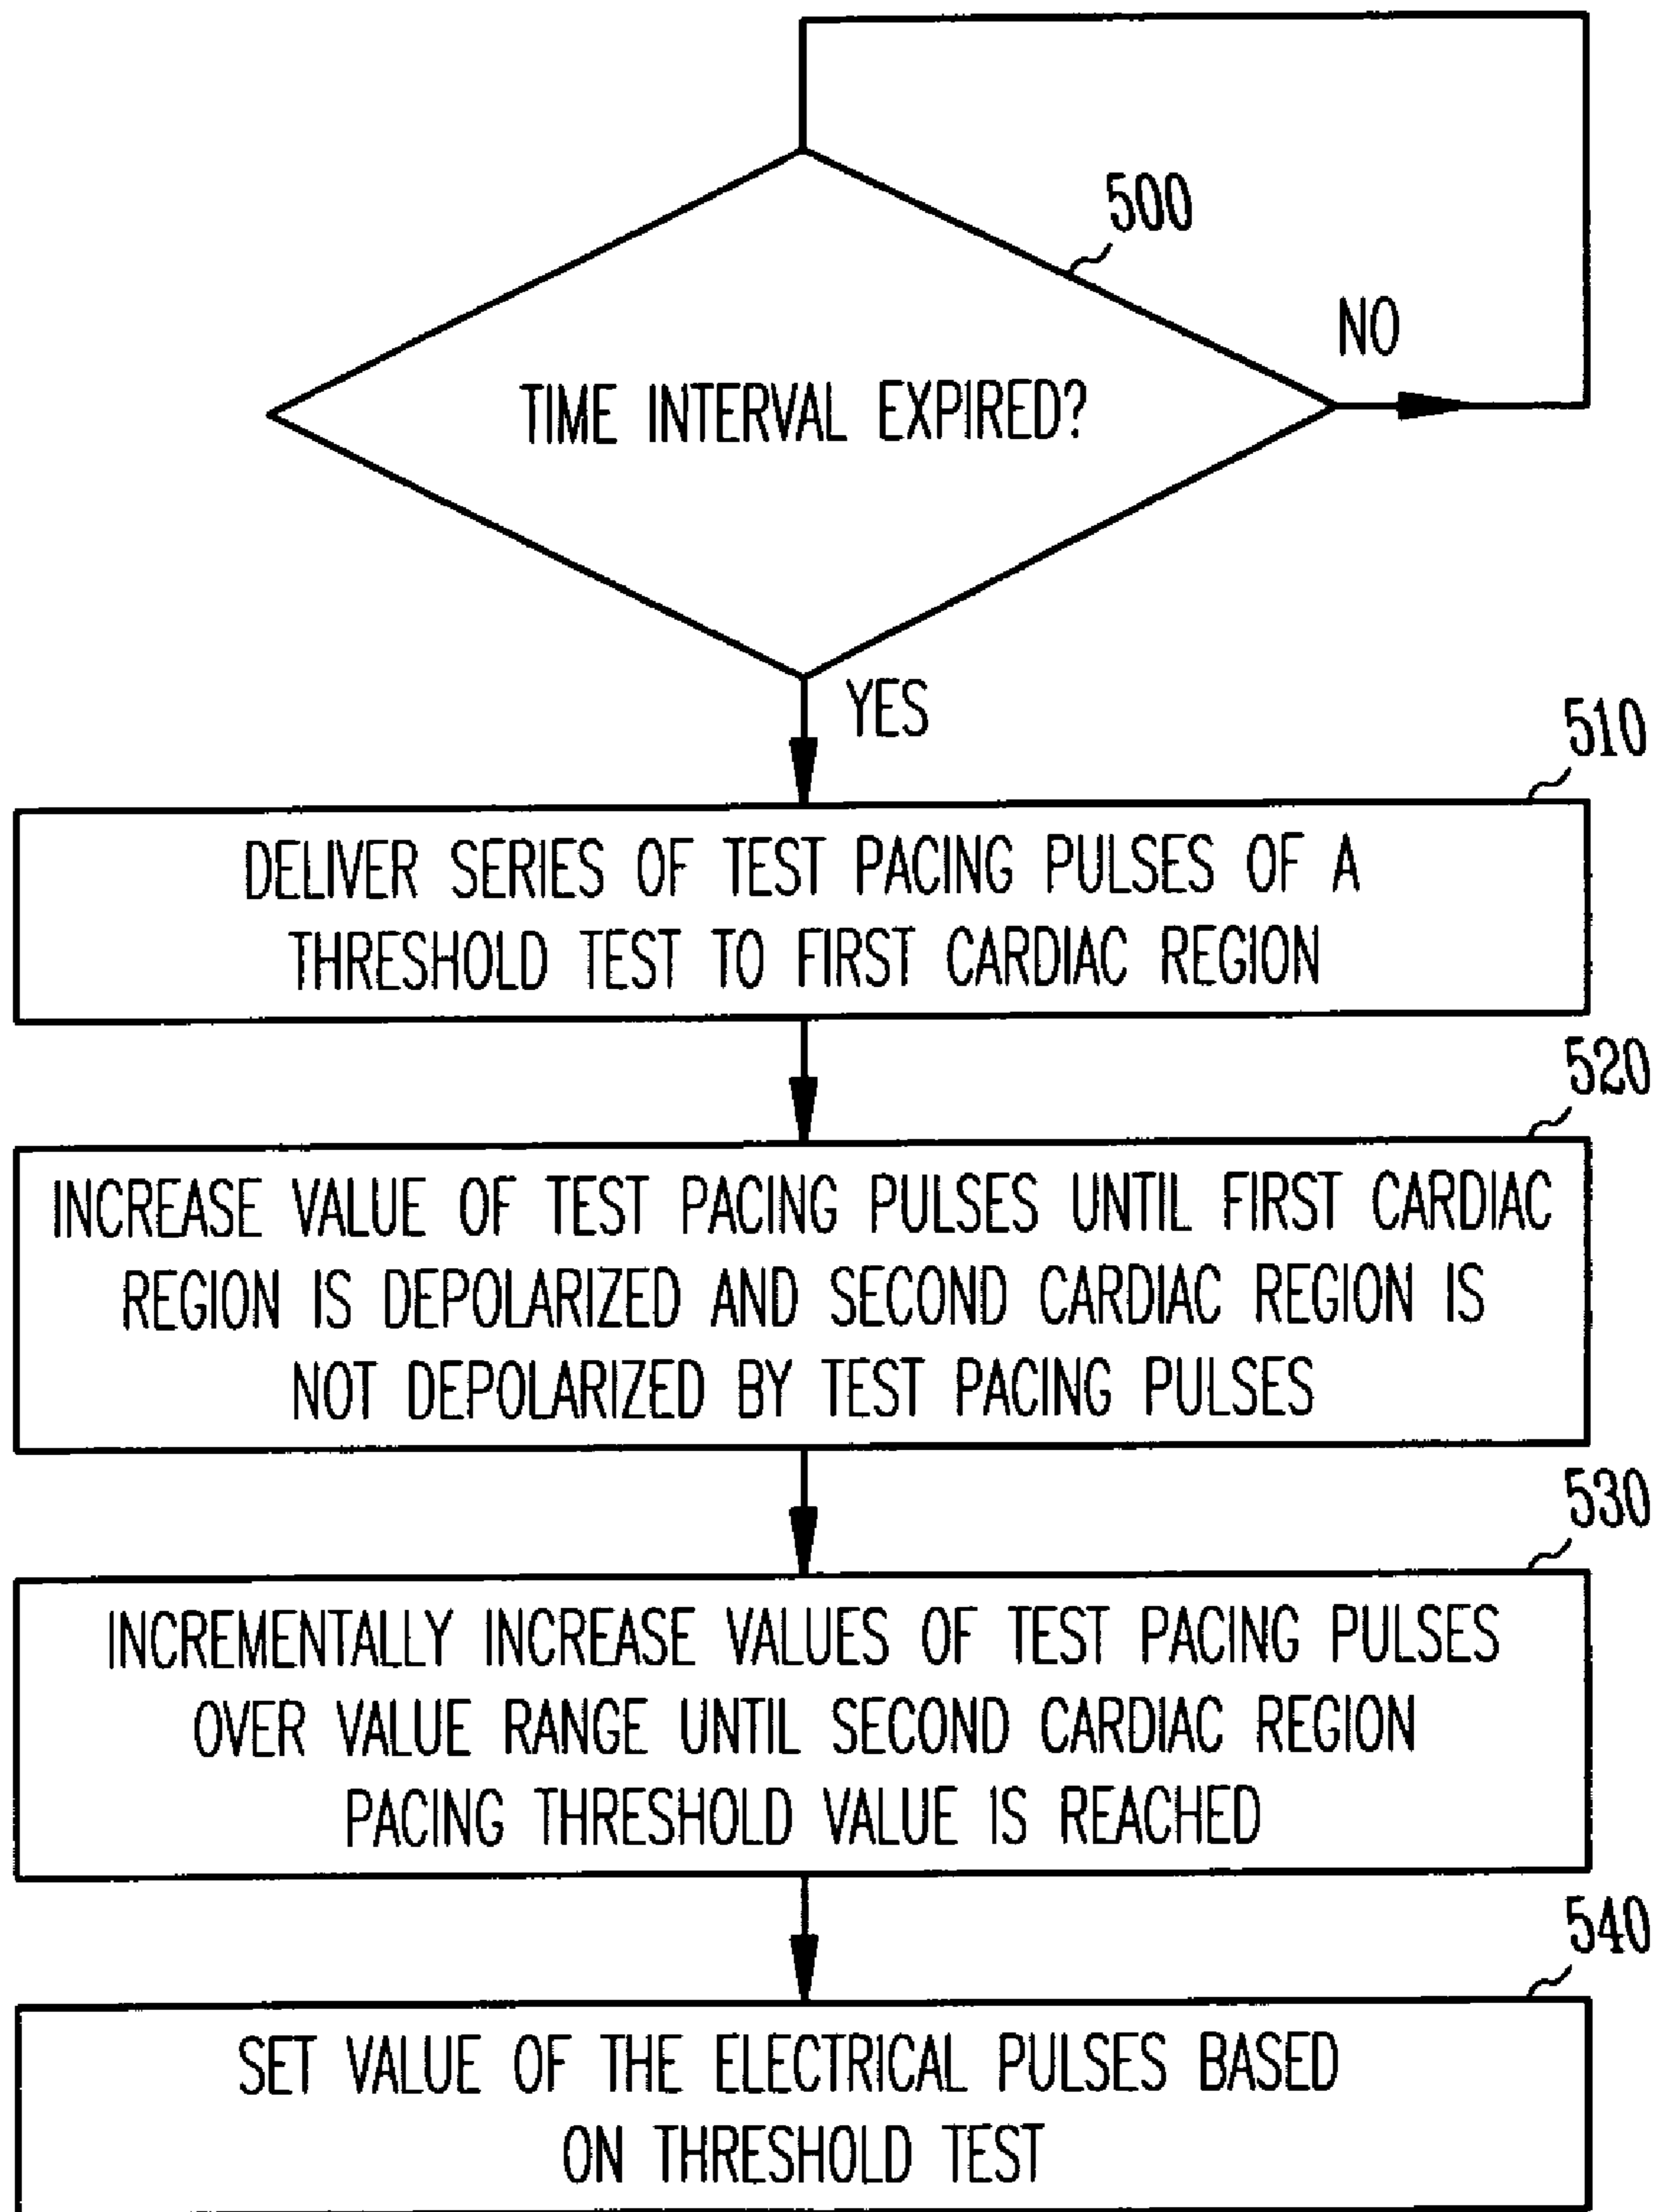 500
NO
TIME INTERVAL EXPIRED?
YES
510
DELIVER SERIES OF TEST PACING PULSES OF A
THRESHOLD TEST TO FIRST CARDIAC REGION
520
INCREASE VALUE OF TEST PACING PULSES UNTIL FIRST CARDIAC
REGION IS DEPOLARIZED AND SECOND CARDIAC REGION IS
NOT DEPOLARIZED BY TEST PACING PULSES
530
INCREMENTALLY INCREASE VALUES OF TEST PACING PULSES
OVER VALUE RANGE UNTIL SECOND CARDIAC REGION
PACING THRESHOLD VALUE IS REACHED
540
SET VALUE OF THE ELECTRICAL PULSES BASED
ON THRESHOLD TEST